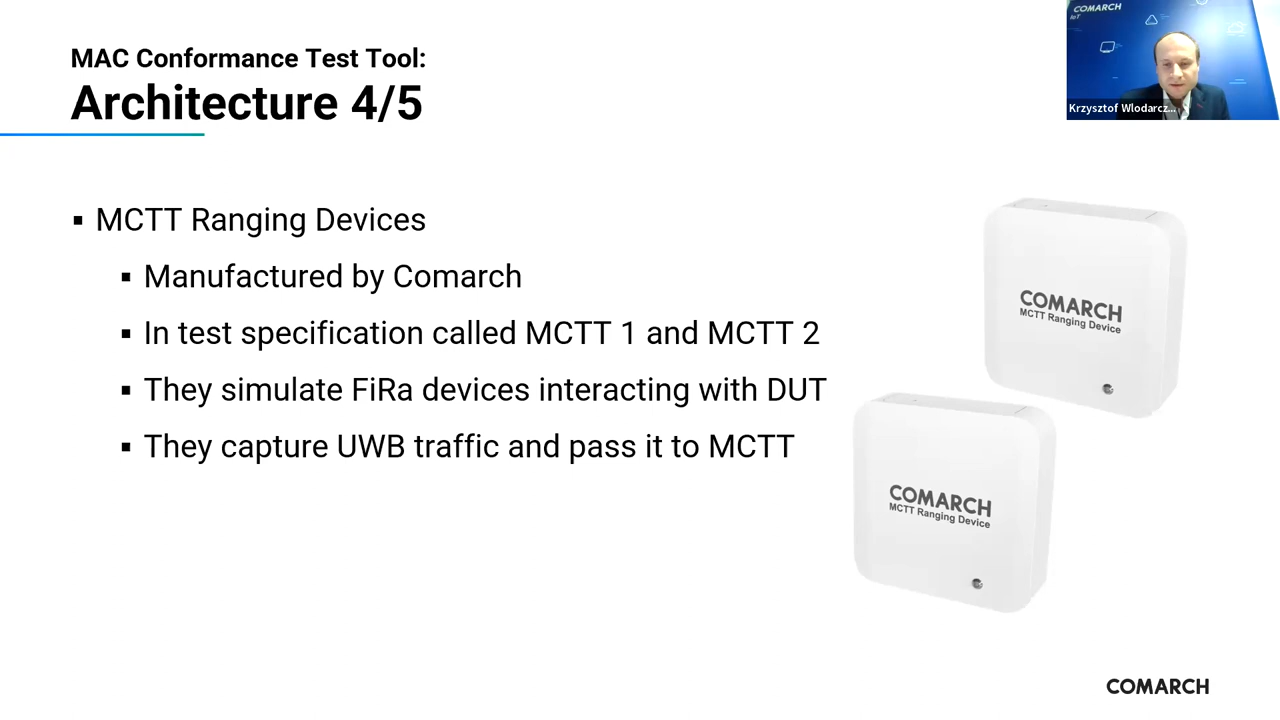 MAC Conformance Test Tool:
Architecture 4/5
COMARCH
IoT
Krzysztof Wlodarcz...
▪ MCTT Ranging Devices
▪ Manufactured by Comarch
▪ In test specification called MCTT 1 and MCTT 2
▪ They simulate FiRa devices interacting with DUT
▪ They capture UWB traffic and pass it to MCTT
COMARCH
MCTT Ranging Device
COMARCH
MCTT Ranging Device
COMARCH